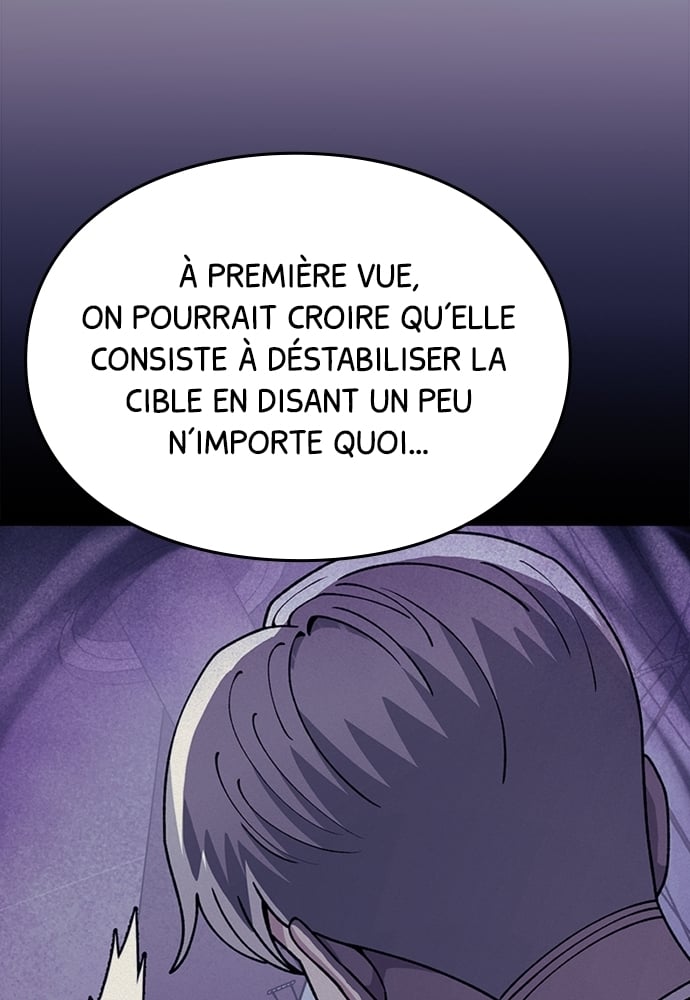 À PREMIÈRE VUE,
ON POURRAIT CROIRE QU'ELLE
CONSISTE À DÉSTABILISER LA
CIBLE EN DISANT UN PEU
N'IMPORTE QUOI...